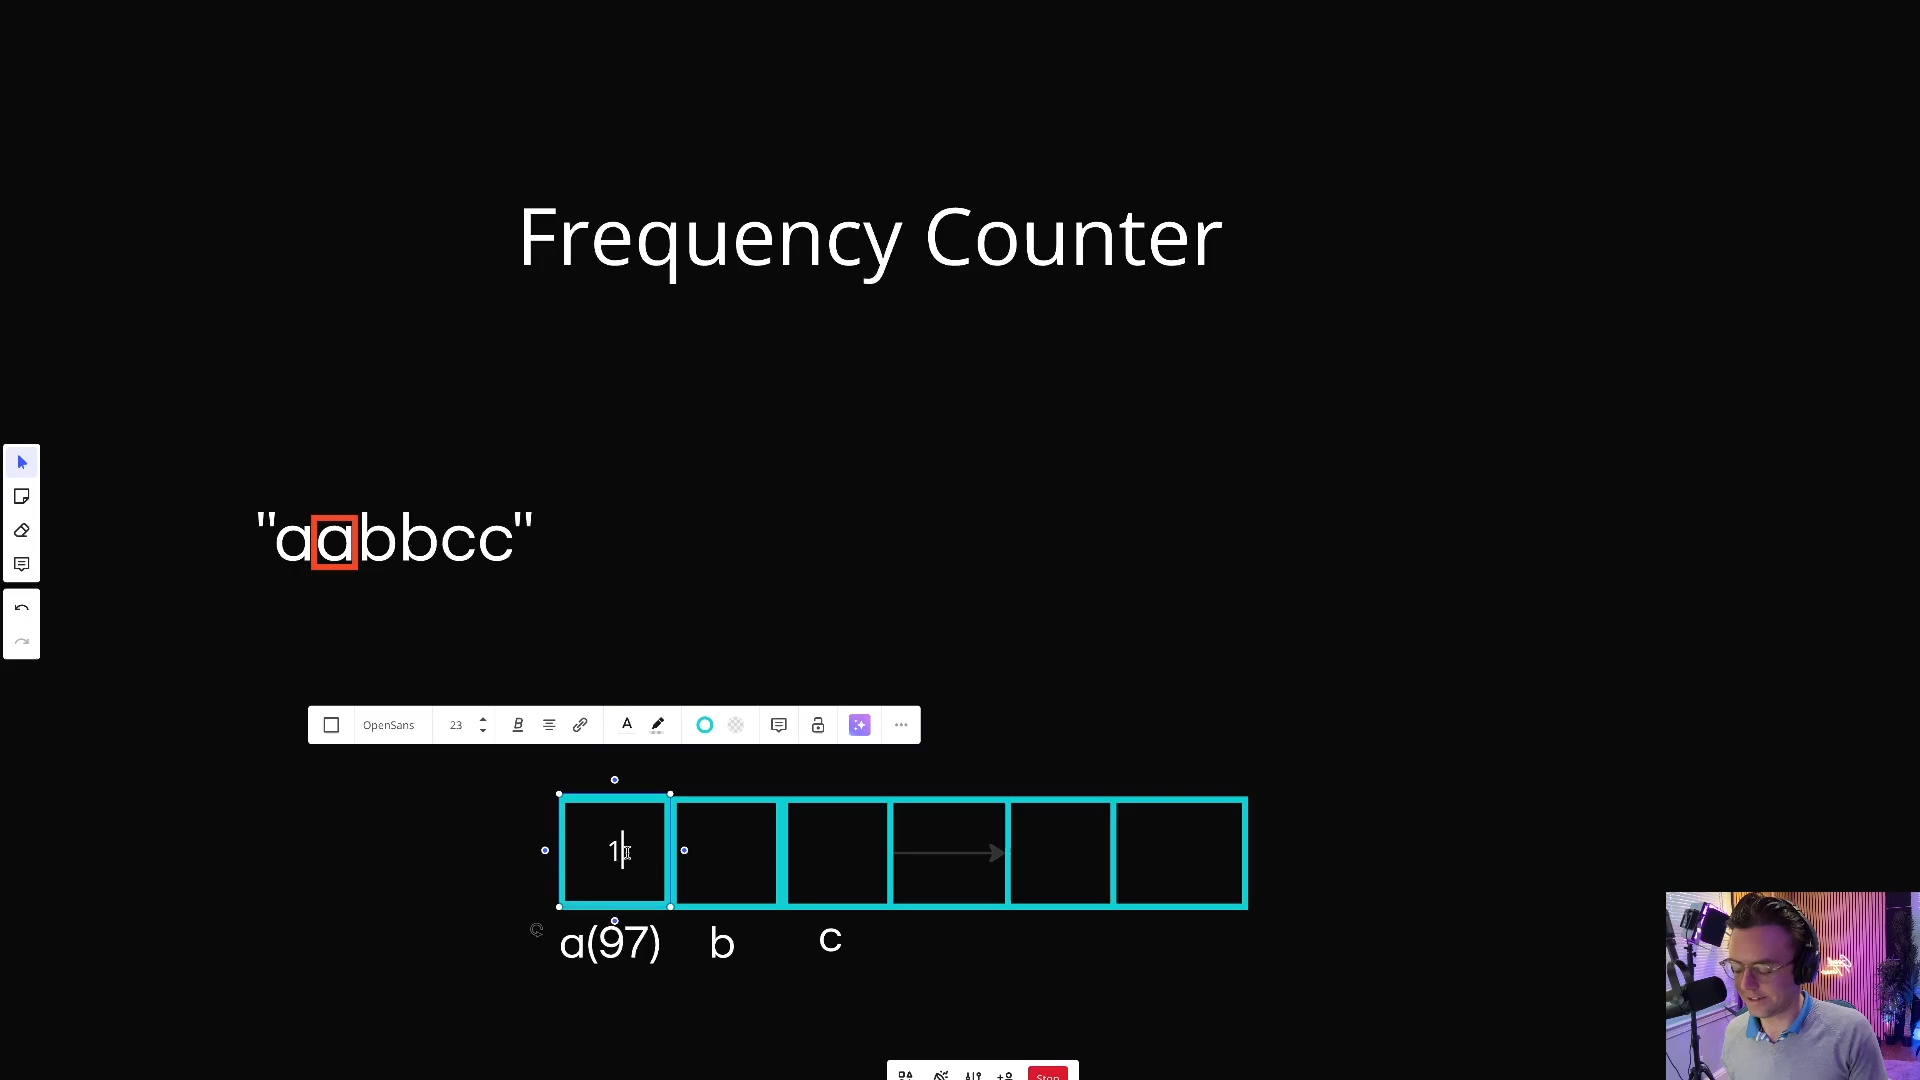 Frequency Counter
"aabbcc"
OpenSans 23 B A
1
a(97) b c
Stop